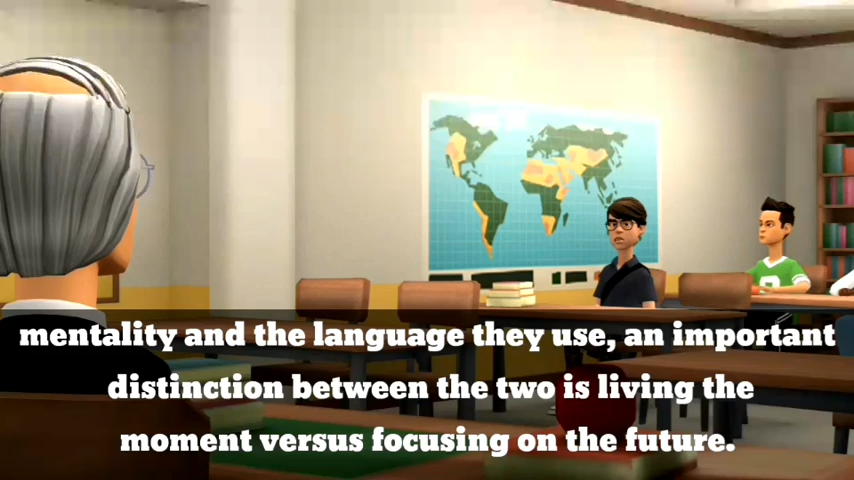 mentality and the language they use, an important
distinction between the two is living the
moment versus focusing on the future.